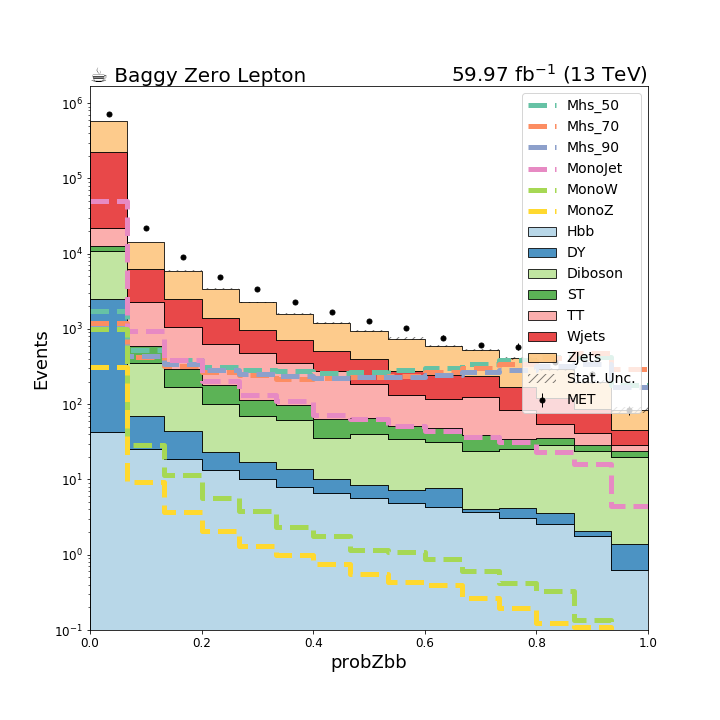 ☕ Baggy Zero Lepton
59.97 fb⁻¹ (13 TeV)
Events
10⁶
10⁵
10⁴
10³
10²
10¹
10⁰
10⁻¹
Mhs_50
Mhs_70
Mhs_90
MonoJet
MonoW
MonoZ
Hbb
DY
Diboson
ST
TT
Wjets
ZJets
Stat. Unc.
MET
0.0 0.2 0.4 0.6 0.8 1.0
probZbb